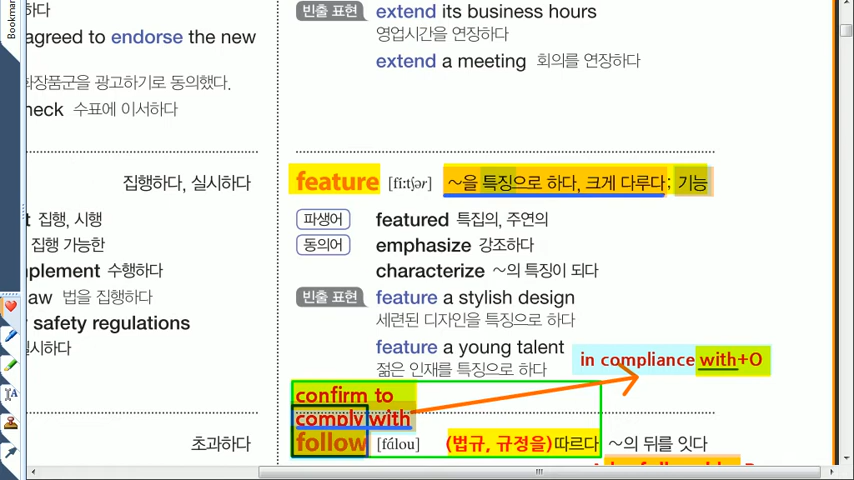 Bookmar
하다
agreed to endorse the new
화장품군을 광고하기로 동의했다.
heck 수표에 이서하다
집행하다, 실시하다
집행, 시행
집행 가능한
plement 수행하다
aw 법을 집행하다
safety regulations
실시하다
초과하다
빈출 표현 extend its business hours
영업시간을 연장하다
extend a meeting 회의를 연장하다
feature [fíːtʃər] ~을 특징으로 하다, 크게 다루다; 기능
파생어 featured 특집의, 주연의
동의어 emphasize 강조하다
characterize ~의 특징이 되다
빈출 표현 feature a stylish design
세련된 디자인을 특징으로 하다
feature a young talent
젊은 인재를 특징으로 하다
in compliance with+O
confirm to
comply with
follow [fálou] (법규, 규정을)따르다 ~의 뒤를 잇다